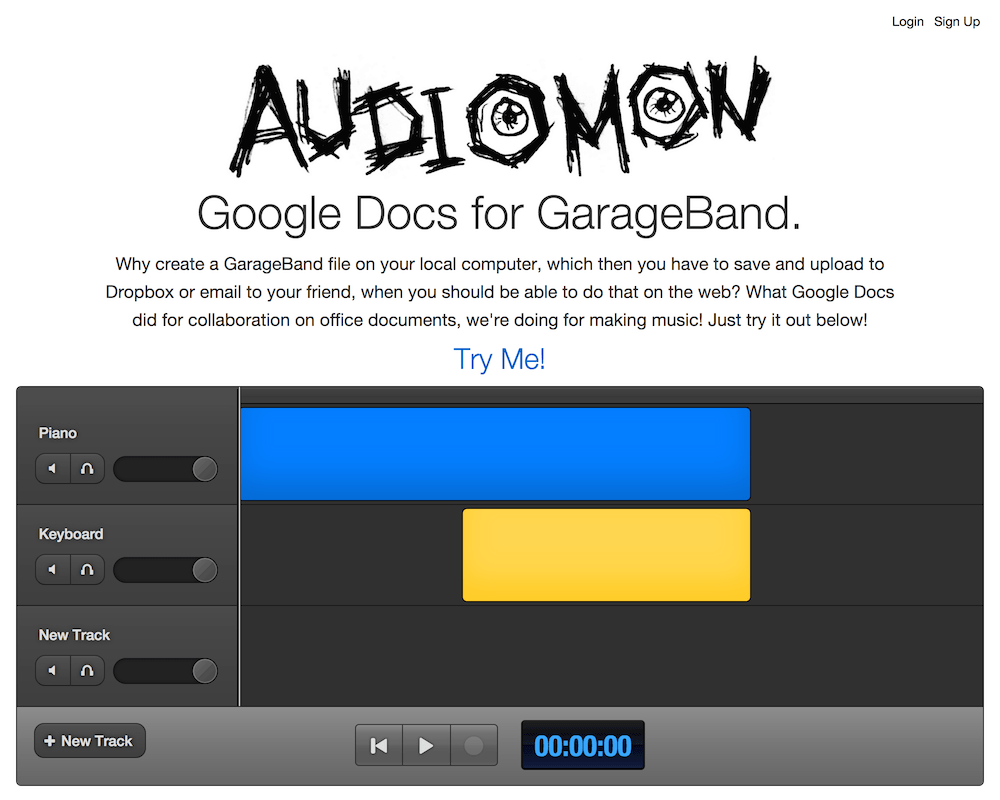 Login Sign Up
AUDIOMON
Google Docs for GarageBand.
Why create a GarageBand file on your local computer, which then you have to save and upload to
Dropbox or email to your friend, when you should be able to do that on the web? What Google Docs
did for collaboration on office documents, we're doing for making music! Just try it out below!
Try Me!
Piano
Keyboard
New Track
+ New Track
00:00:00